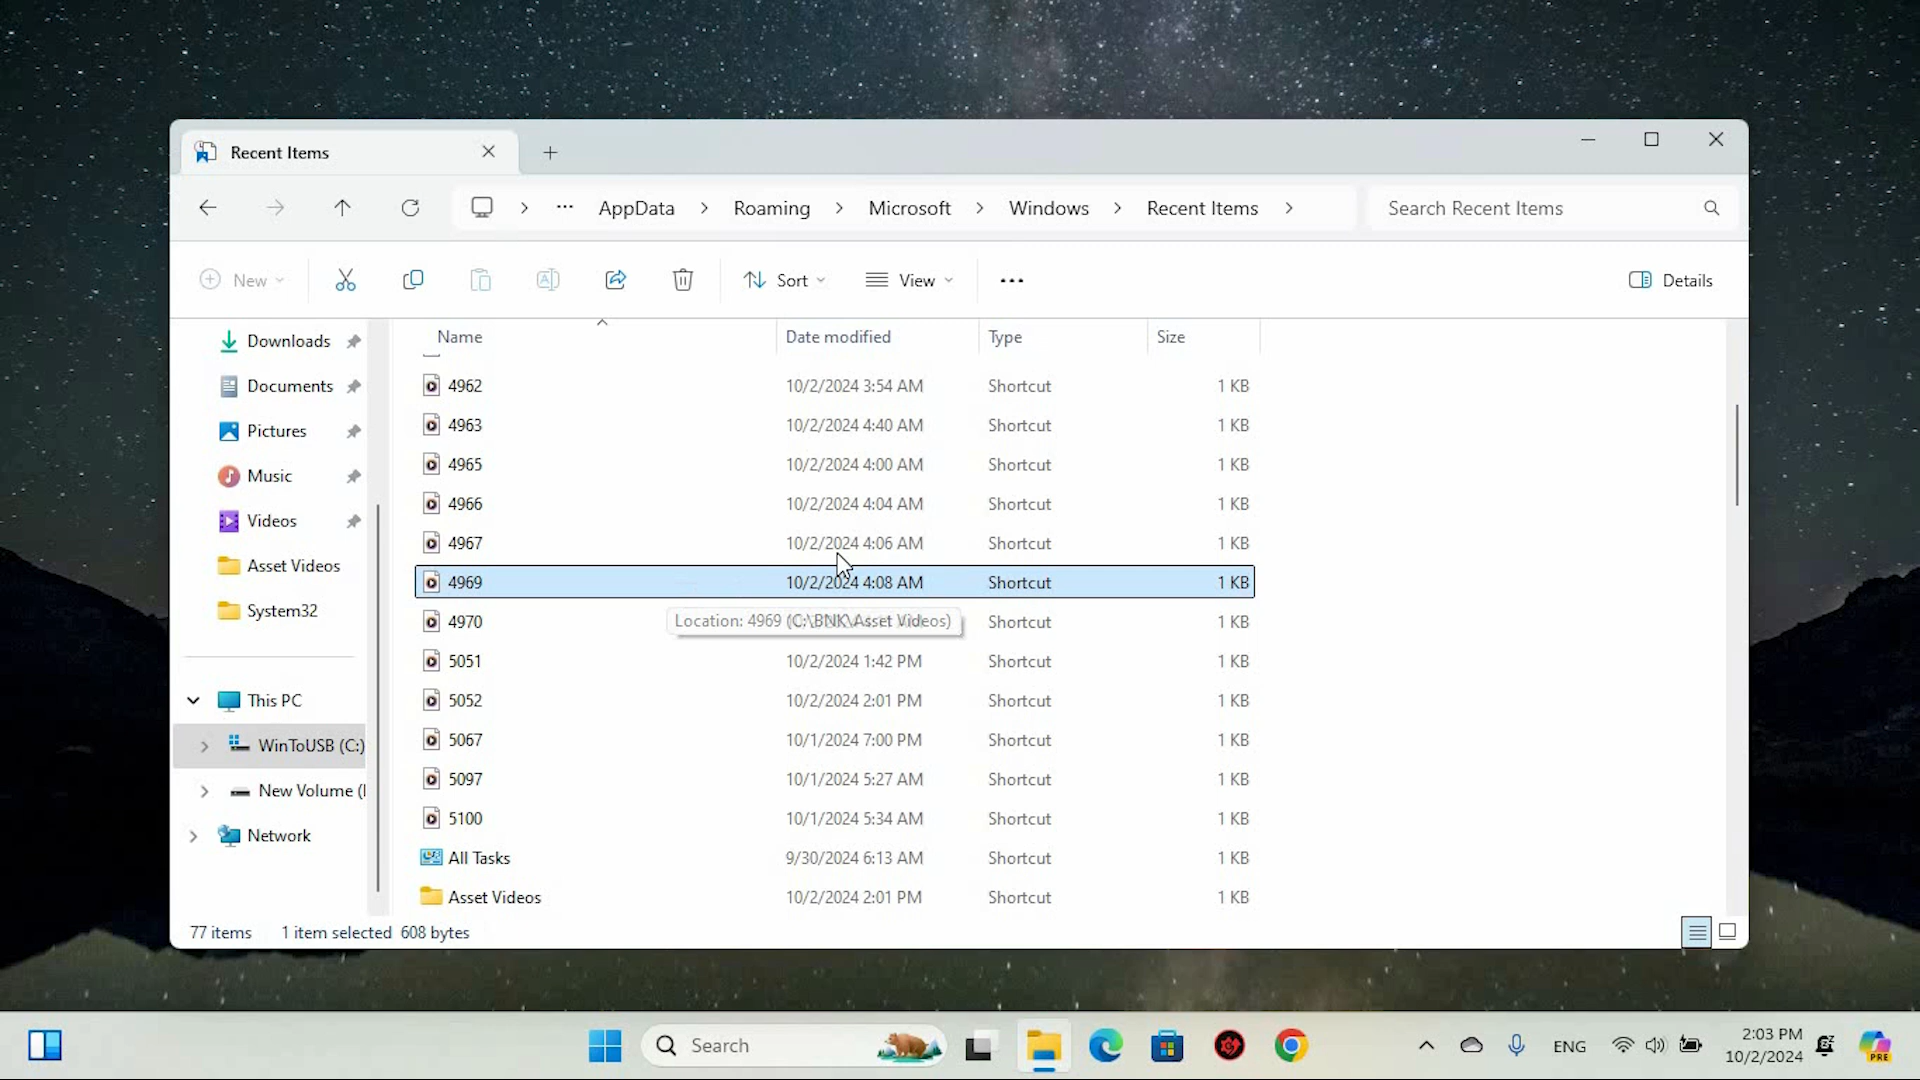 Recent Items
AppData Roaming Microsoft Windows Recent Items
Search Recent Items
New
Sort
View
Details
Downloads
Documents
Pictures
Music
Videos
Asset Videos
System32
This PC
WinToUSB (C:)
New Volume (
Network
Name Date modified Type Size
4962 10/2/2024 3:54 AM Shortcut 1 KB
4963 10/2/2024 4:40 AM Shortcut 1 KB
4965 10/2/2024 4:00 AM Shortcut 1 KB
4966 10/2/2024 4:04 AM Shortcut 1 KB
4967 10/2/2024 4:06 AM Shortcut 1 KB
4969 10/2/2024 4:08 AM Shortcut 1 KB
4970 Shortcut 1 KB
Location: 4969 (C:\BNK\Asset Videos)
5051 10/2/2024 1:42 PM Shortcut 1 KB
5052 10/2/2024 2:01 PM Shortcut 1 KB
5067 10/1/2024 7:00 PM Shortcut 1 KB
5097 10/1/2024 5:27 AM Shortcut 1 KB
5100 10/1/2024 5:34 AM Shortcut 1 KB
All Tasks 9/30/2024 6:13 AM Shortcut 1 KB
Asset Videos 10/2/2024 2:01 PM Shortcut 1 KB
77 items 1 item selected 608 bytes
Search
ENG
2:03 PM
10/2/2024
PRE